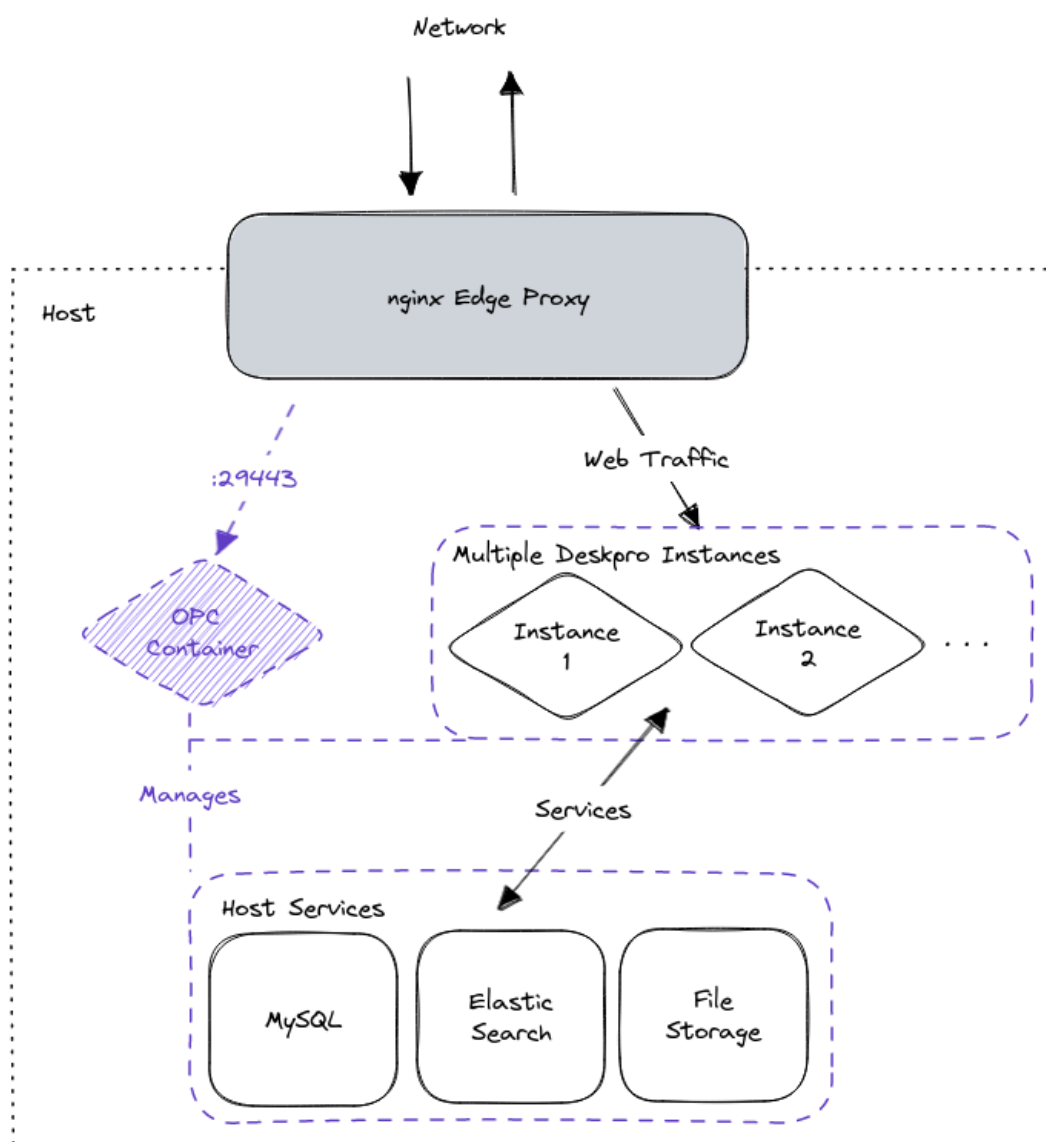 Network
nginx Edge Proxy
Host
:29443
Web Traffic
Multiple Deskpro Instances
OPC
Container
Instance
1
Instance
2
...
Manages
Services
Host Services
MySQL
Elastic
Search
File
Storage